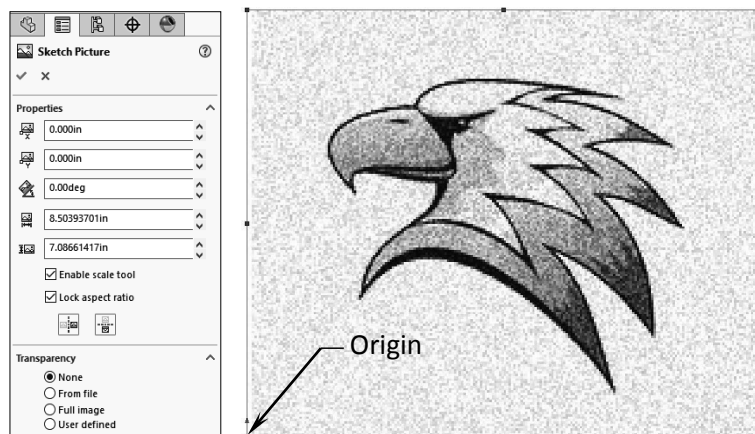 Sketch Picture
Properties
0.000in
0.000in
0.00deg
8.50393701in
7.08661417in
Enable scale tool
Lock aspect ratio
Transparency
None
From file
Full image
User defined
Origin